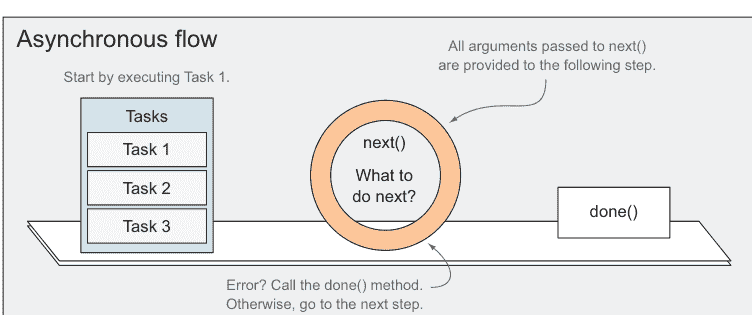 Asynchronous flow
All arguments passed to next()
are provided to the following step.
Start by executing Task 1.
Tasks
Task 1
Task 2
Task 3
next()
What to
do next?
done()
Error? Call the done() method.
Otherwise, go to the next step.